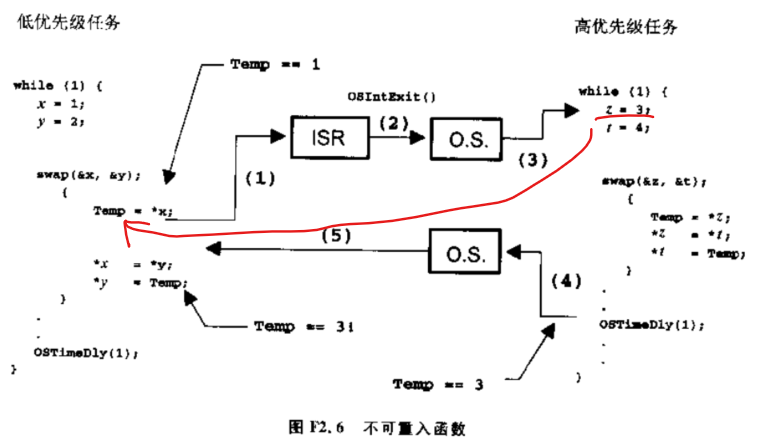 低优先级任务
while (1) {
x = 1;
y = 2;
swap(&x, &y);
{
Temp = *x;
*x = *y;
*y = Temp;
}
.
.
OSTimeDly(1);
}
Temp == 1
(1)
ISR
OSIntExit()
(2)
O.S.
(3)
(5)
O.S.
(4)
Temp == 3!
Temp == 3
高优先级任务
while (1) {
z = 3;
t = 4;
swap(&z, &t);
{
Temp = *z;
*z = *t;
*t = Temp;
}
.
.
OSTimeDly(1);
.
.
}
图 F2.6 不可重入函数